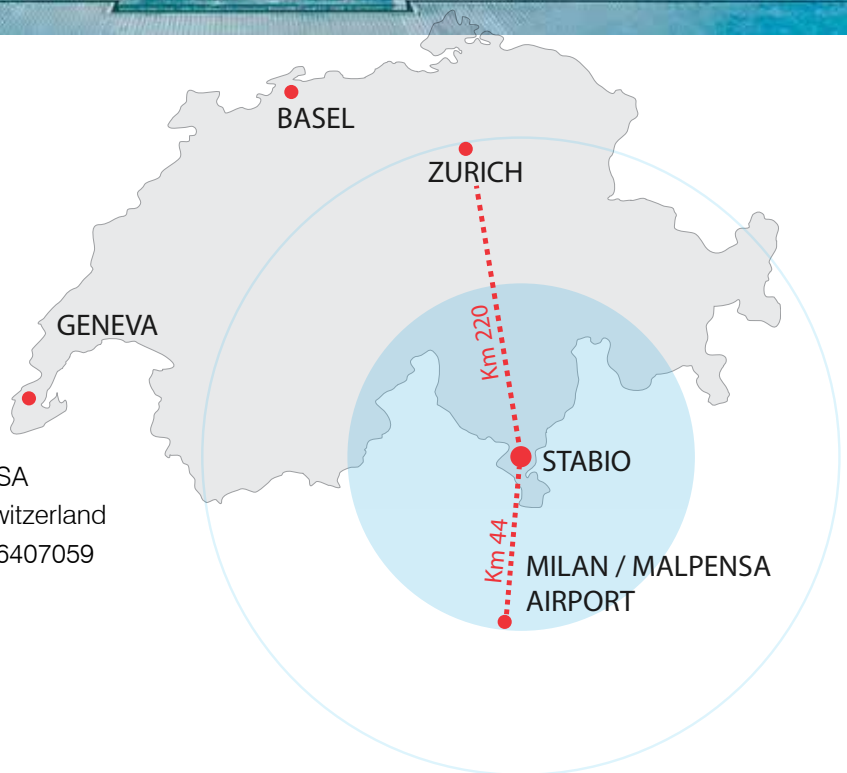 BASEL
ZURICH
GENEVA
Km 220
STABIO
SA
witzerland
6407059
Km 44
MILAN / MALPENSA
AIRPORT